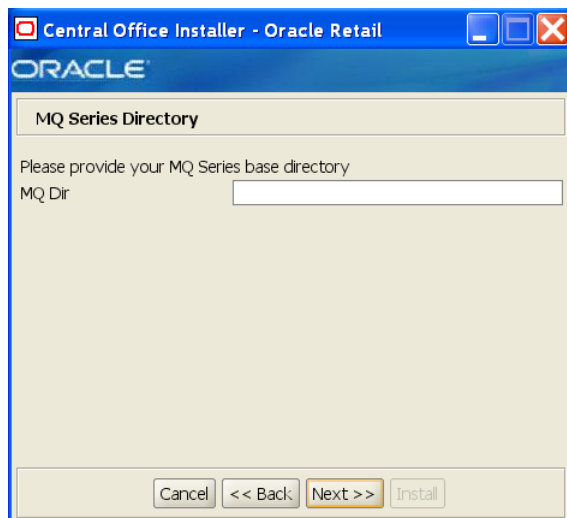 Central Office Installer - Oracle Retail
ORACLE
MQ Series Directory
Please provide your MQ Series base directory
MQ Dir
Cancel << Back Next >> Install